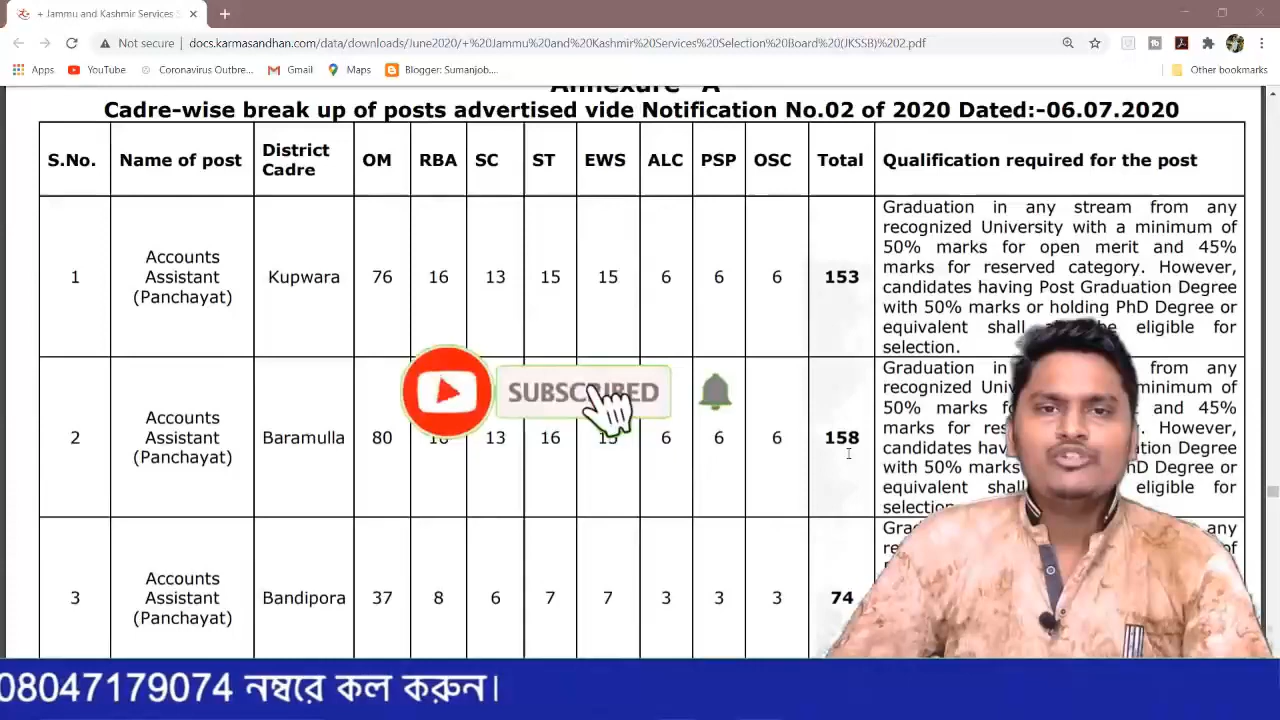 + Jammu and Kashmir Services S
Not secure docs.karmasandhan.com/data/downloads/June2020/+%20Jammu%20and%20Kashmir%20Services%20Selection%20Board%20(JKSSB)%202.pdf
Apps YouTube Coronavirus Outbre... Gmail Maps Blogger: Sumanjob.... Other bookmarks
Annexure "A"
Cadre-wise break up of posts advertised vide Notification No.02 of 2020 Dated:-06.07.2020
S.No. Name of post District Cadre OM RBA SC ST EWS ALC PSP OSC Total Qualification required for the post
1 Accounts Assistant (Panchayat) Kupwara 76 16 13 15 15 6 6 6 153
Graduation in any stream from any
recognized University with a minimum of
50% marks for open merit and 45%
marks for reserved category. However,
candidates having Post Graduation Degree
with 50% marks or holding PhD Degree or
equivalent shall be eligible for
selection.
2 Accounts Assistant (Panchayat) Baramulla 80 16 13 16 15 6 6 6 158
Graduation in from any
recognized minimum of
50% marks and 45%
marks for However,
candidates Degree
with 50% marks PhD Degree or
equivalent shall eligible for
selection.
SUBSCRIBED
3 Accounts Assistant (Panchayat) Bandipora 37 8 6 7 7 3 3 3 74
any
of
08047179074 নম্বরে কল করুন।